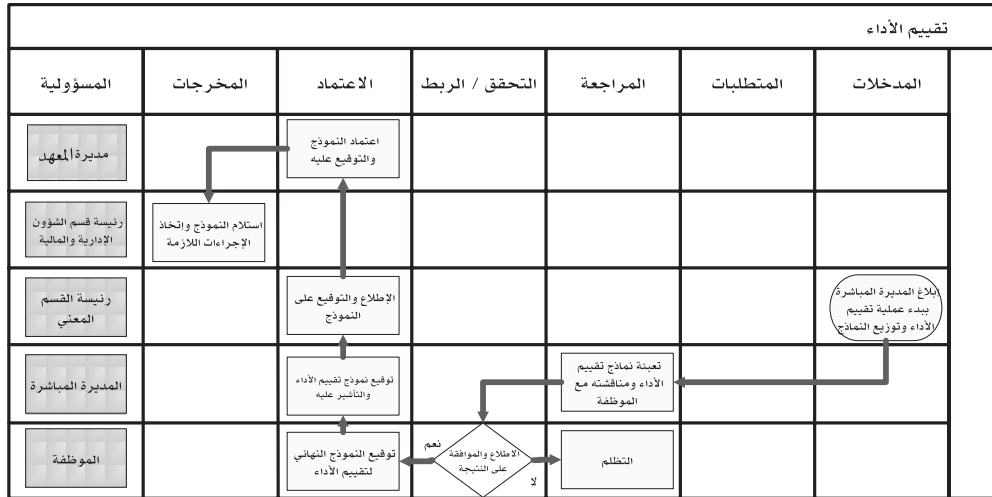 تقييم الأداء
المدخلات
المتطلبات
المراجعة
التحقق / الربط
الاعتماد
المخرجات
المسؤولية
اعتماد النموذج
والتوقيع عليه
مديرة المعهد
استلام النموذج وإتخاذ
الإجراءات اللازمة
رئيسة قسم الشؤون
الإدارية والمالية
إبلاغ المديرة المباشرة
ببدء عملية تقييم
الأداء وتوزيع النماذج
الإطلاع والتوقيع على
النموذج
رئيسة القسم
المعني
تعبئة نماذج تقييم
الأداء ومناقشته مع
الموظفة
توقيع نموذج تقييم الأداء
والتأشير عليه
المديرة المباشرة
التظلم
لا
الاطلاع والموافقة
على النتيجة
نعم
توقيع النموذج النهائي
لتقييم الأداء
الموظفة